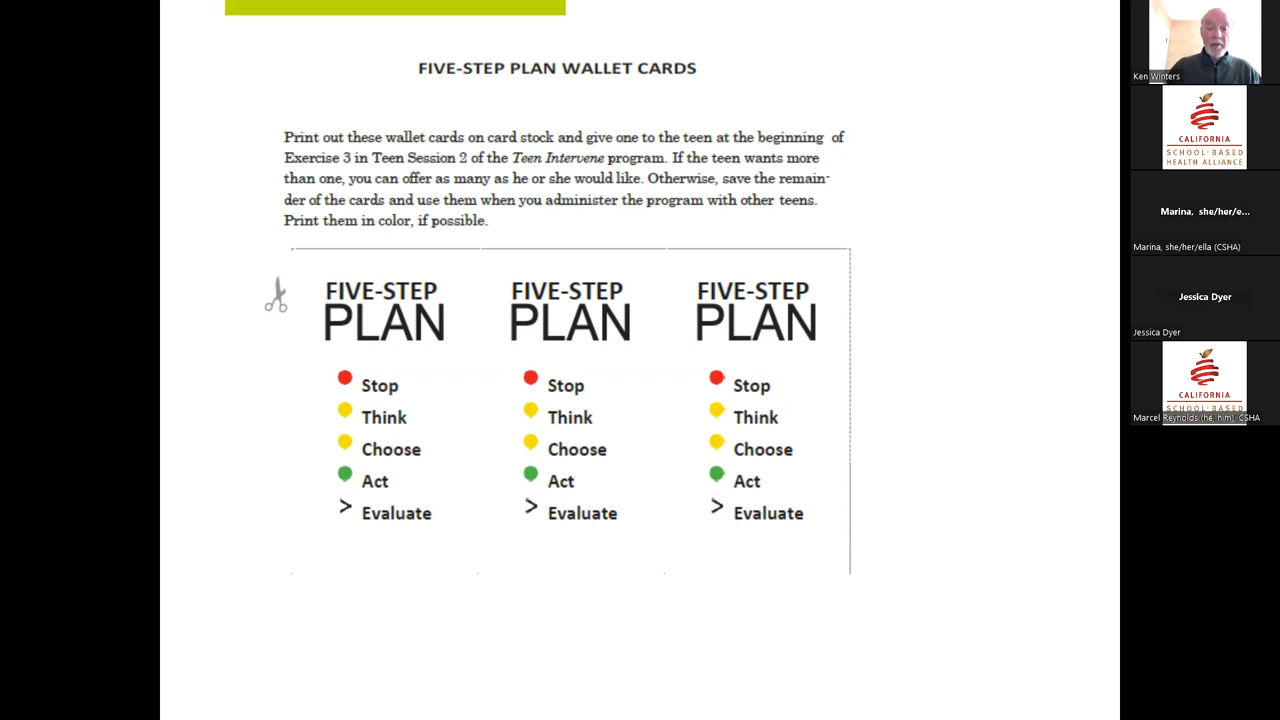 FIVE-STEP PLAN WALLET CARDS
Print out these wallet cards on card stock and give one to the teen at the beginning of
Exercise 3 in Teen Session 2 of the Teen Intervene program. If the teen wants more
than one, you can offer as many as he or she would like. Otherwise, save the remain-
der of the cards and use them when you administer the program with other teens.
Print them in color, if possible.
FIVE-STEP
PLAN
Stop
Think
Choose
Act
> Evaluate
FIVE-STEP
PLAN
Stop
Think
Choose
Act
> Evaluate
FIVE-STEP
PLAN
Stop
Think
Choose
Act
> Evaluate
Ken Winters
CALIFORNIA
SCHOOL-BASED
HEALTH ALLIANCE
Marina, she/her/e...
Marina, she/her/ella (CSHA)
Jessica Dyer
Jessica Dyer
CALIFORNIA
SCHOOL-BASED
Marcel Reynolds (he, him), CSHA